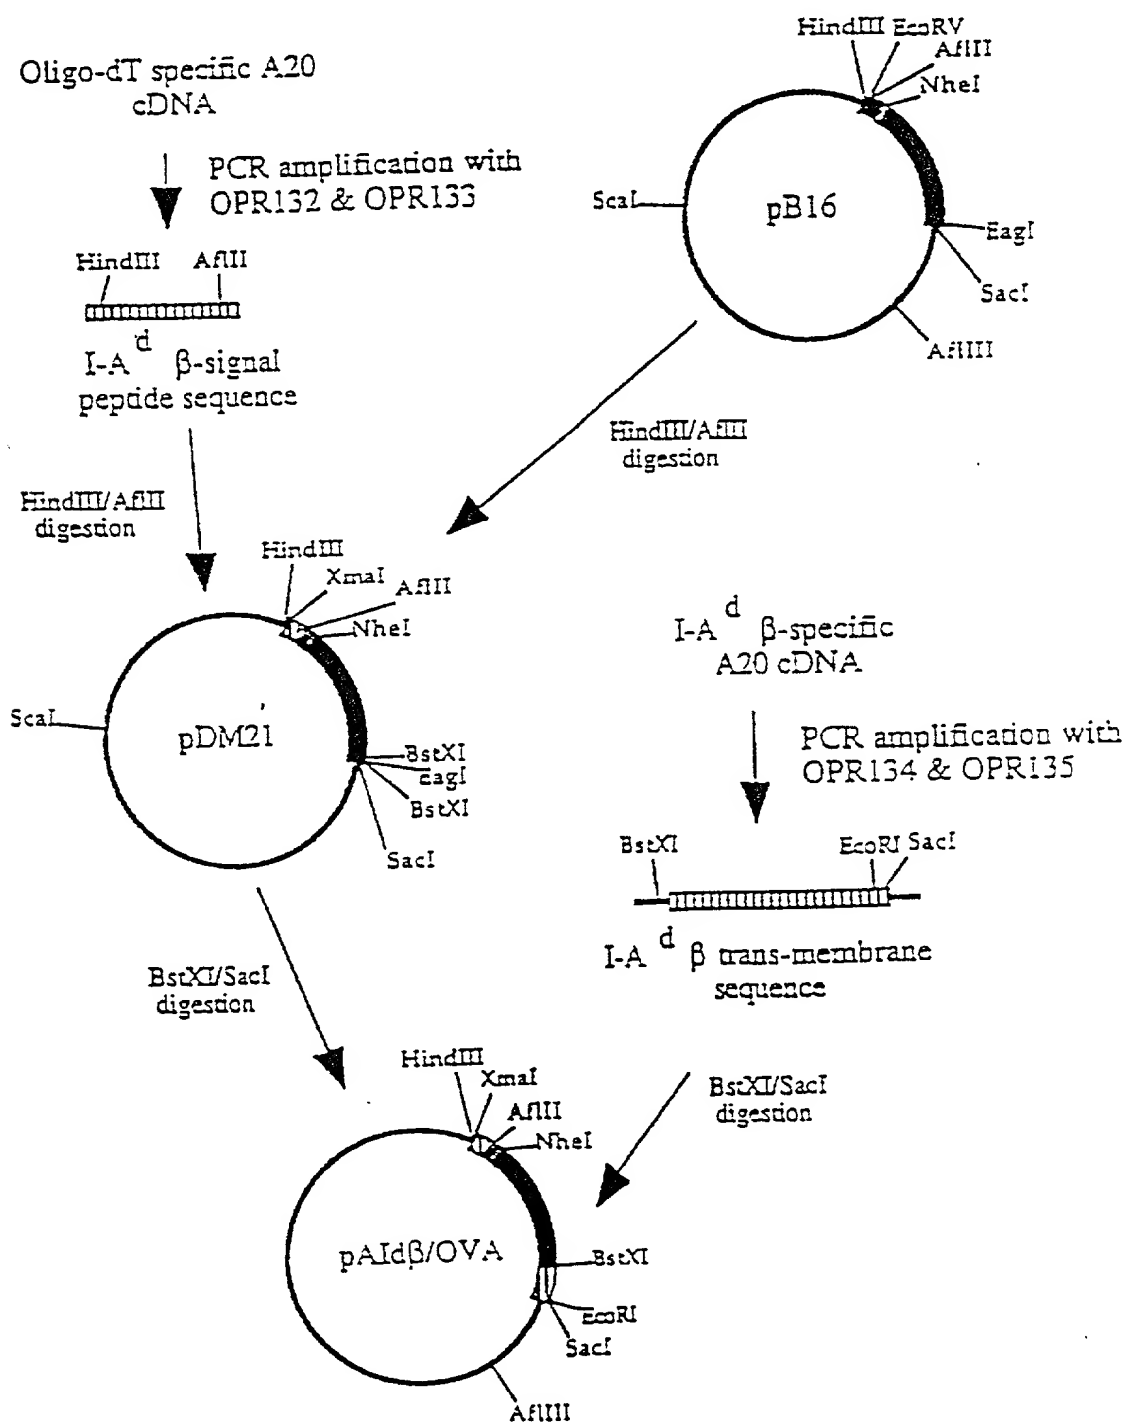 Oligo-dT specific A20
cDNA
PCR amplification with
OPR132 & OPR133
HindIII AflII
I-A d β-signal
peptide sequence
HindIII/AflII
digestion
HindIII EcoRV
AflII
NheI
ScaI
pB16
EagI
SacI
AflIII
HindIII/AflII
digestion
HindIII
XmaI
AflII
NheI
ScaI
pDM21
BstXI
EagI
BstXI
SacI
I-A d β-specific
A20 cDNA
PCR amplification with
OPR134 & OPR135
BstXI EcoRI SacI
I-A d β trans-membrane
sequence
BstXI/SacI
digestion
BstXI/SacI
digestion
HindIII
XmaI
AflII
NheI
pAIdβ/OVA
BstXI
EcoRI
SacI
AflIII